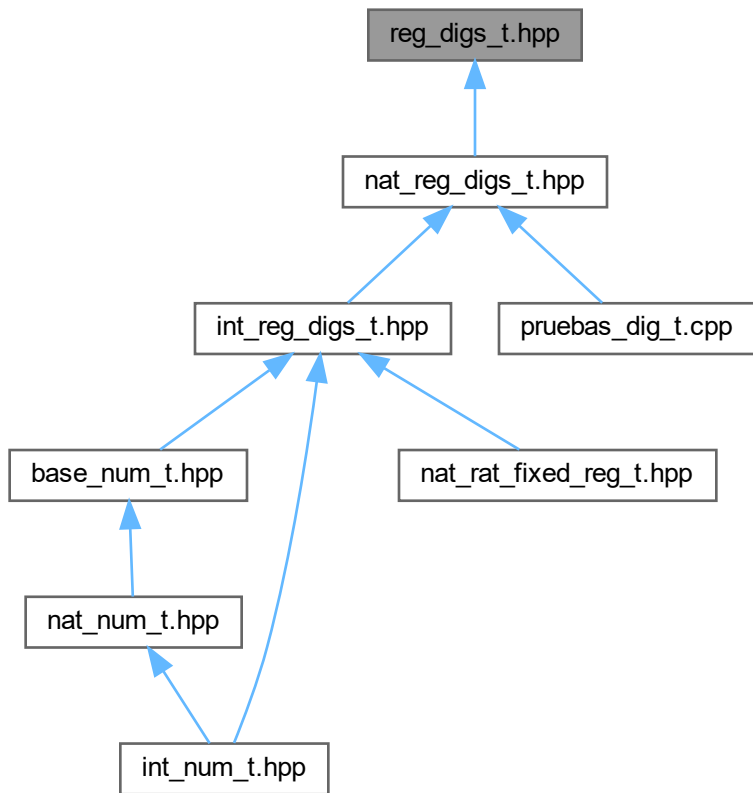 reg_digs_t.hpp
nat_reg_digs_t.hpp
int_reg_digs_t.hpp
pruebas_dig_t.cpp
base_num_t.hpp
nat_rat_fixed_reg_t.hpp
nat_num_t.hpp
int_num_t.hpp